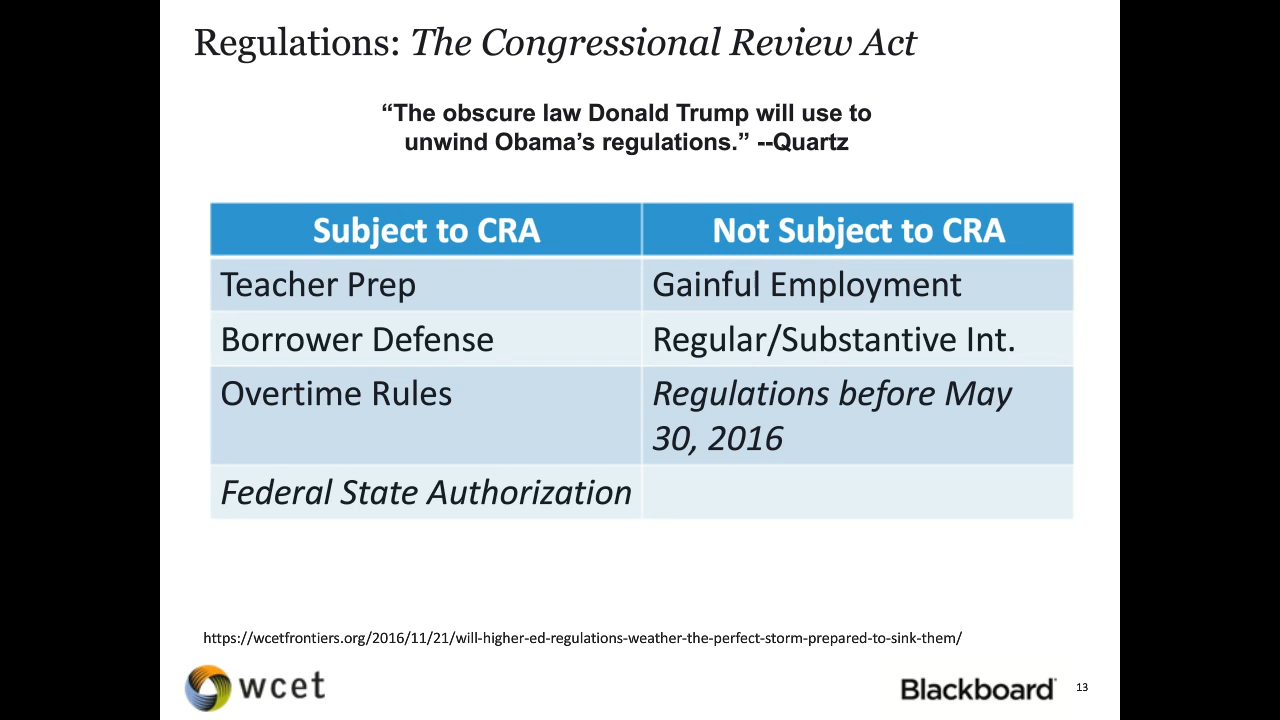 Regulations: The Congressional Review Act
“The obscure law Donald Trump will use to
unwind Obama’s regulations.” --Quartz
Subject to CRA
Not Subject to CRA
Teacher Prep
Gainful Employment
Borrower Defense
Regular/Substantive Int.
Overtime Rules
Regulations before May
30, 2016
Federal State Authorization
https://wcetfrontiers.org/2016/11/21/will-higher-ed-regulations-weather-the-perfect-storm-prepared-to-sink-them/
wcet
Blackboard
13